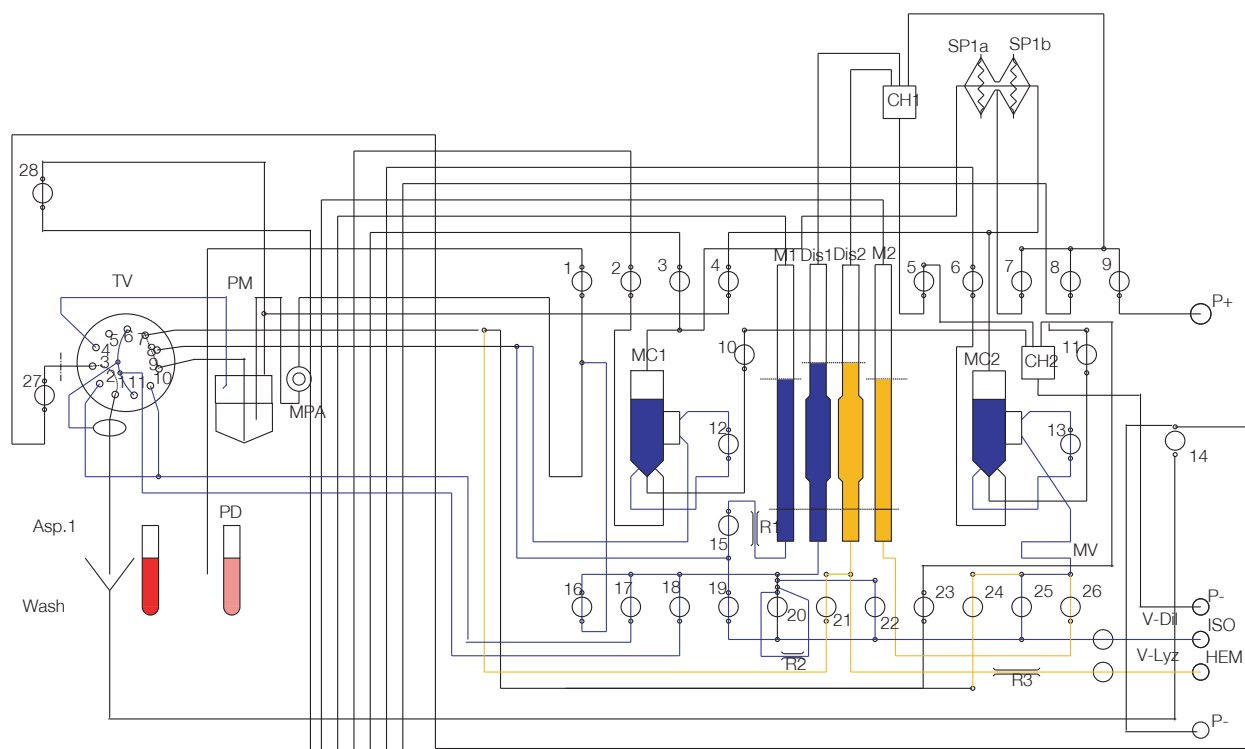 SP1a
SP1b
CH1
28
TV
PM
1
2
3
4
M1
Dis1
Dis2
M2
5
6
7
8
9
P+
5
6
7
4
8
3
9
2
1
11
10
27
MPA
MC1
10
MC2
CH2
11
12
13
14
Asp.1
PD
15
R1
MV
Wash
16
17
18
19
20
21
22
23
24
25
26
P-
V-Dil
ISO
V-Lyz
HEM
R2
R3
P-